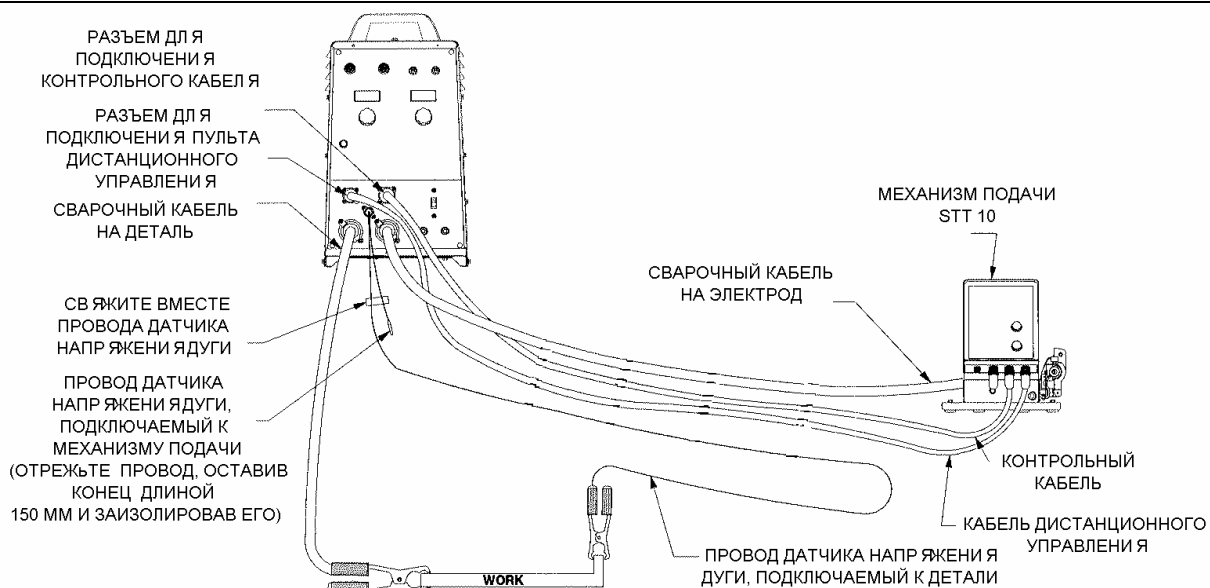 РАЗЪЕМ ДЛ Я
ПОДКЛЮЧЕНИ Я
КОНТРОЛЬНОГО КАБЕЛ Я
РАЗЪЕМ ДЛ Я
ПОДКЛЮЧЕНИ Я ПУЛЬТА
ДИСТАНЦИОННОГО
УПРАВЛЕНИ Я
СВАРОЧНЫЙ КАБЕЛЬ
НА ДЕТАЛЬ
СВ ЯЖИТЕ ВМЕСТЕ
ПРОВОДА ДАТЧИКА
НАПР ЯЖЕНИ Я ДУГИ
ПРОВОД ДАТЧИКА
НАПР ЯЖЕНИ Я ДУГИ,
ПОДКЛЮЧАЕМЫЙ К
МЕХАНИЗМУ ПОДАЧИ
(ОТРЕЖЬТЕ ПРОВОД, ОСТАВИВ
КОНЕЦ ДЛИНОЙ
150 ММ И ЗАИЗОЛИРОВАВ ЕГО)
МЕХАНИЗМ ПОДАЧИ
STT 10
СВАРОЧНЫЙ КАБЕЛЬ
НА ЭЛЕКТРОД
КОНТРОЛЬНЫЙ
КАБЕЛЬ
КАБЕЛЬ ДИСТАНЦИОННОГО
УПРАВЛЕНИ Я
ПРОВОД ДАТЧИКА НАПР ЯЖЕНИ Я
ДУГИ, ПОДКЛЮЧАЕМЫЙ К ДЕТАЛИ
WORK